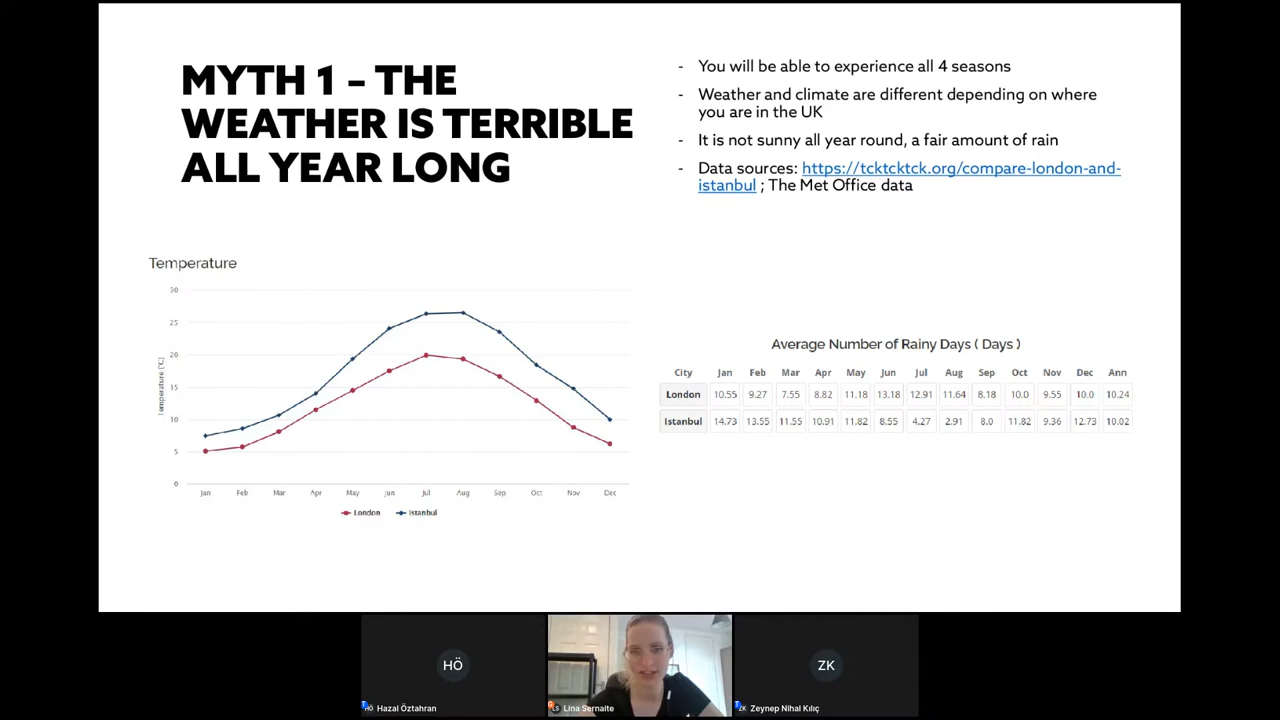 MYTH 1 – THE
WEATHER IS TERRIBLE
ALL YEAR LONG
- You will be able to experience all 4 seasons
- Weather and climate are different depending on where
you are in the UK
- It is not sunny all year round, a fair amount of rain
- Data sources: https://tcktcktck.org/compare-london-and-
istanbul ; The Met Office data
Temperature
Temperature (°C)
30
25
20
15
10
5
0
Jan Feb Mar Apr May Jun Jul Aug Sep Oct Nov Dec
London Istanbul
Average Number of Rainy Days ( Days )
City Jan Feb Mar Apr May Jun Jul Aug Sep Oct Nov Dec Ann
London 10.55 9.27 7.55 8.82 11.18 13.18 12.91 11.64 8.18 10.0 9.55 10.0 10.24
Istanbul 14.73 13.55 11.55 10.91 11.82 8.55 4.27 2.91 8.0 11.82 9.36 12.73 10.02
HÖ
ZK
HÖ Hazal Öztahran
LS Lina Sernaite
ZK Zeynep Nihal Kılıç